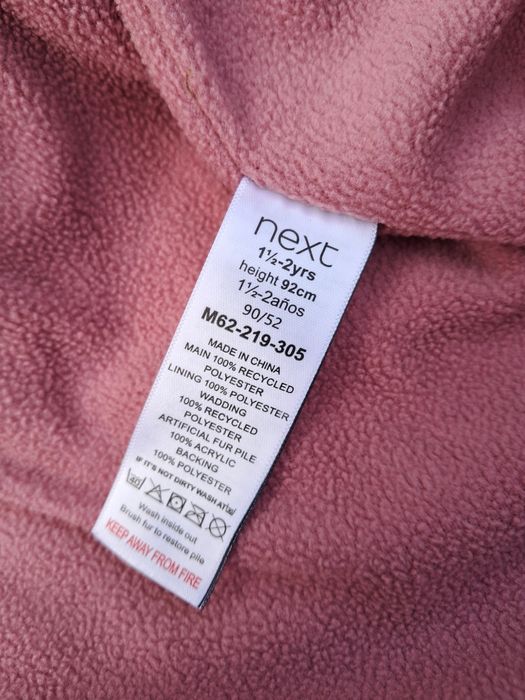 next
1½-2yrs
height 92cm
1½-2años
90/52
M62-219-305
MADE IN CHINA
MAIN 100% RECYCLED
POLYESTER
LINING 100% POLYESTER
WADDING
100% RECYCLED
POLYESTER
ARTIFICIAL FUR PILE
100% ACRYLIC
BACKING
100% POLYESTER
IF IT'S NOT DIRTY WASH AT
Wash inside out
Brush fur to restore pile
KEEP AWAY FROM FIRE